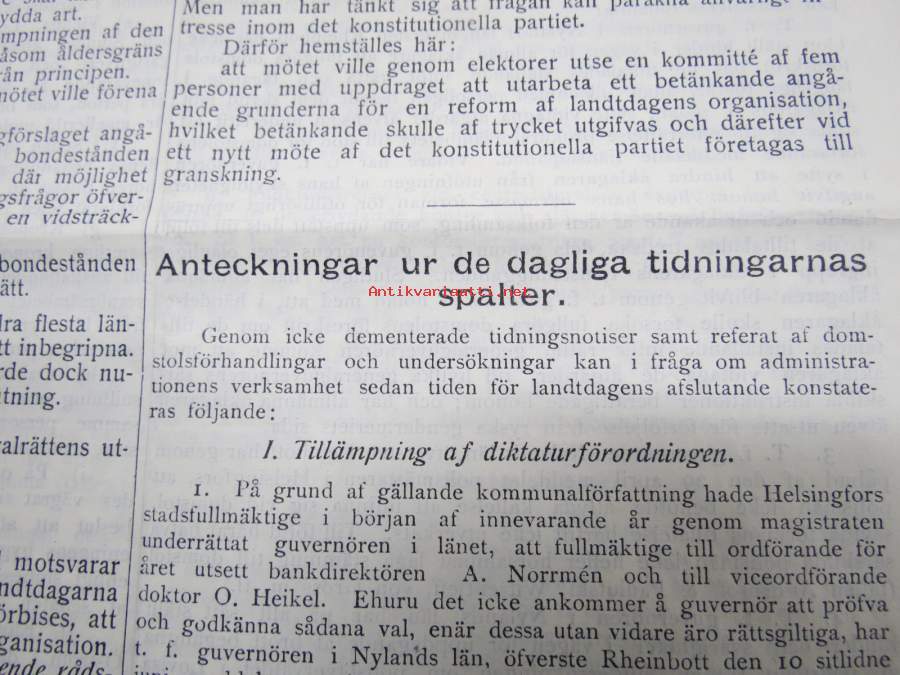 ydda art.
mpningen af den
åsom åldersgräns
rån principen.
mötet ville förena
gförslaget angå-
bondestånden
där möjlighet
gsfrågor öfver-
en vidsträck-
bondestånden
ätt.
dra flesta län-
tt inbegripna.
rde dock nu-
tning.
alrättens ut-
motsvarar
ndtdagarna
örbises, att
ganisation.
ende råds-
Men man har tänkt sig att frågan kan
tresse inom det konstitutionella partiet.
Därför hemställes här:
att mötet ville genom elektorer utse en kommitté af fem
personer med uppdraget att utarbeta ett betänkande angå-
ende grunderna för en reform af landtdagens organisation,
hvilket betänkande skulle af trycket utgifvas och därefter vid
ett nytt möte af det konstitutionella partiet företagas till
granskning.
Anteckningar ur de dagliga tidningarnas
spalter.
Antikvariantti.net
Genom icke dementerade tidningsnotiser samt referat af dom-
stolsförhandlingar och undersökningar kan i fråga om administra-
tionens verksamhet sedan tiden för landtdagens afslutande konstate-
ras följande:
I. Tillämpning af diktaturförordningen.
1. På grund af gällande kommunalförfattning hade Helsingfors
stadsfullmäktige i början af innevarande år genom magistraten
underrättat guvernören i länet, att fullmäktige till ordförande för
året utsett bankdirektören A. Norrmén och till viceordförande
doktor O. Heikel. Ehuru det icke ankommer å guvernör att pröfva
och godkänna sådana val, enär dessa utan vidare äro rättsgiltiga, har
t. f. guvernören i Nylands län, öfverste Rheinbott den 10 sitlidne